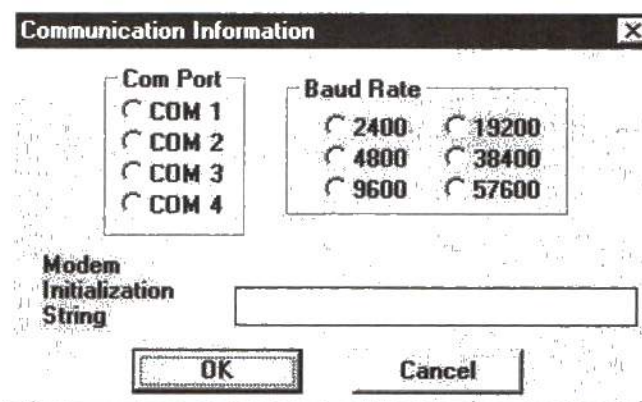 Communication Information
Com Port
COM 1
COM 2
COM 3
COM 4
Baud Rate
2400 19200
4800 38400
9600 57600
Modem
Initialization
String
OK Cancel